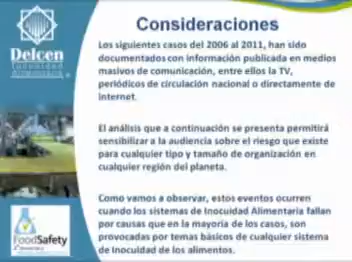 Consideraciones
Delcen
Inocuidad
Alimentaria
Los siguientes casos del 2006 al 2011, han sido
documentados con información publicada en medios
masivos de comunicación, entre ellos la TV,
periódicos de circulación nacional o directamente de
internet.
El análisis que a continuación se presenta permitirá
sensibilizar a la audiencia sobre el riesgo que existe
para cualquier tipo y tamaño de organización en
cualquier región del planeta.
Como vamos a observar, estos eventos ocurren
cuando los sistemas de Inocuidad Alimentaria fallan
por causas que en la mayoría de los casos, son
provocadas por temas básicos de cualquier sistema
de Inocuidad de los alimentos.
FoodSafety